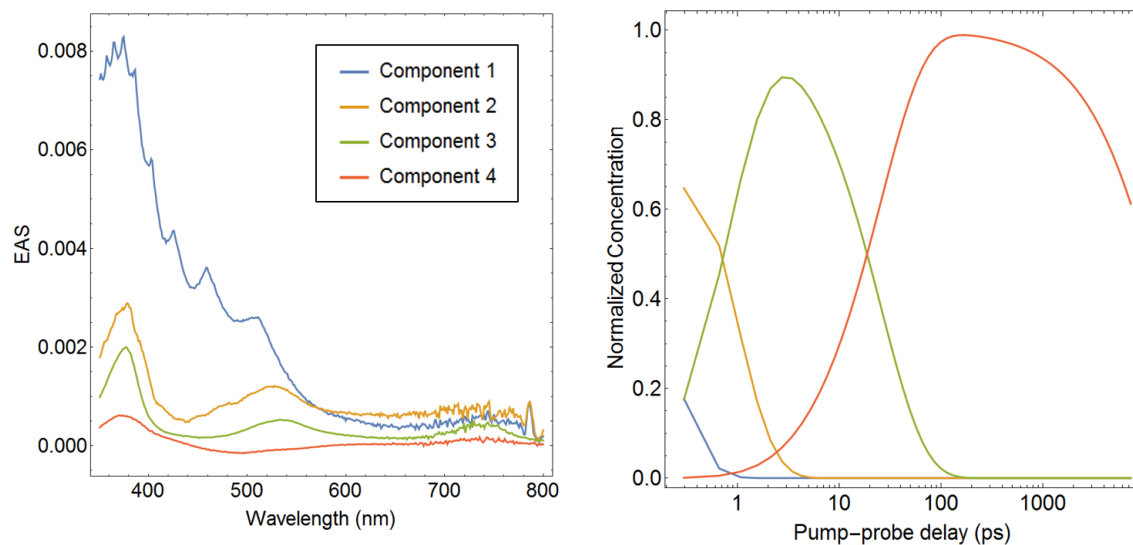 0.008
0.006
0.004
0.002
0.000
EAS
400 500 600 700 800
Wavelength (nm)
Component 1
Component 2
Component 3
Component 4
1.0
0.8
0.6
0.4
0.2
0.0
Normalized Concentration
1 10 100 1000
Pump−probe delay (ps)